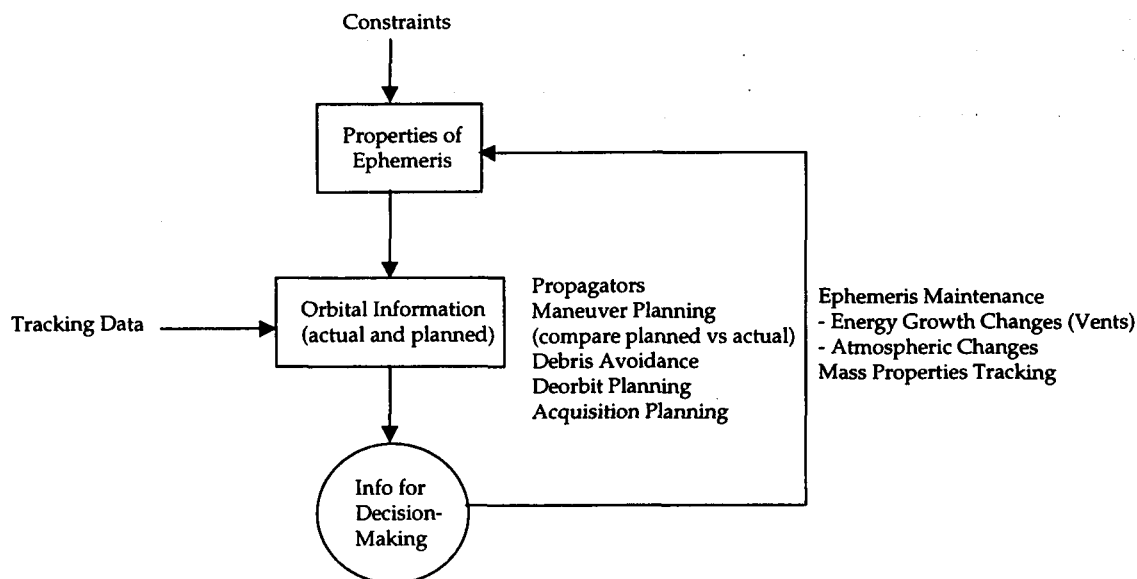 Constraints
Properties of
Ephemeris
Tracking Data
Orbital Information
(actual and planned)
Propagators
Maneuver Planning
(compare planned vs actual)
Debris Avoidance
Deorbit Planning
Acquisition Planning
Ephemeris Maintenance
- Energy Growth Changes (Vents)
- Atmospheric Changes
Mass Properties Tracking
Info for
Decision-
Making